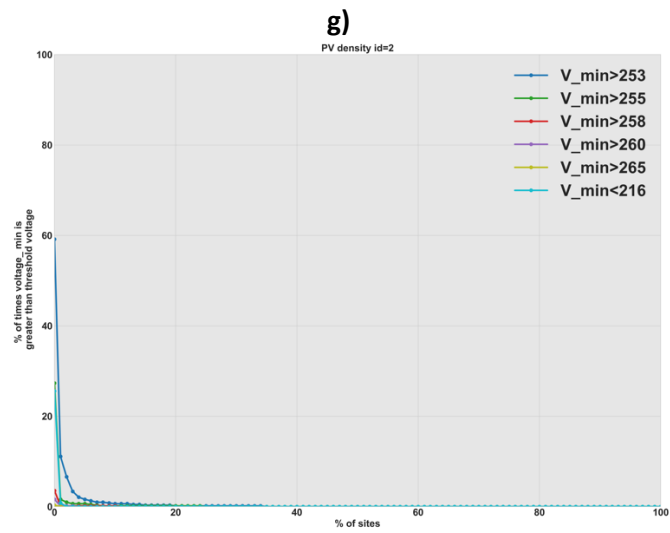 g)
PV density id=2
100
80
60
40
20
0
% of times voltage_min is
greater than threshold voltage
V_min>253
V_min>255
V_min>258
V_min>260
V_min>265
V_min<216
0 20 40 60 80 100
% of sites